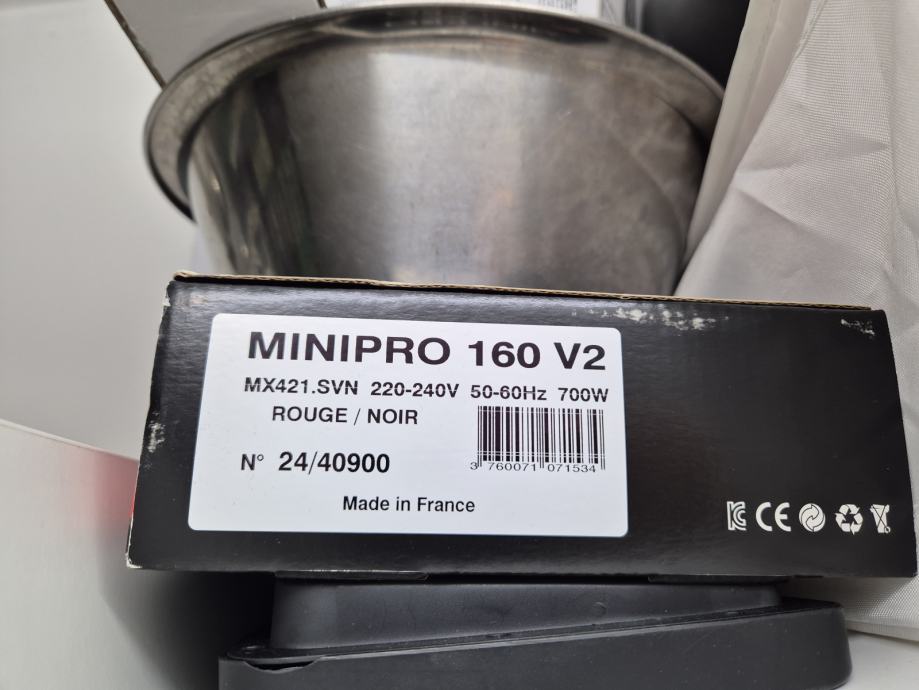 MINIPRO 160 V2
MX421.SVN 220-240V 50-60Hz 700W
ROUGE / NOIR
N° 24/40900
3 760071 071534
Made in France
CE